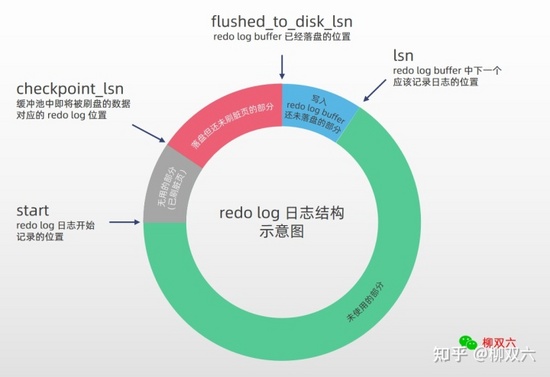 flushed_to_disk_lsn
redo log buffer 已经落盘的位置
lsn
redo log buffer 中下一个
应该记录日志的位置
checkpoint_lsn
缓冲池中即将被刷盘的数据
对应的 redo log 位置
写入
redo log buffer
还未落盘的部分
落盘但还未刷脏页的部分
无用的部分
(已刷脏页)
start
redo log 日志开始
记录的位置
redo log 日志结构
示意图
未使用的部分
柳双六
知乎 @柳双六